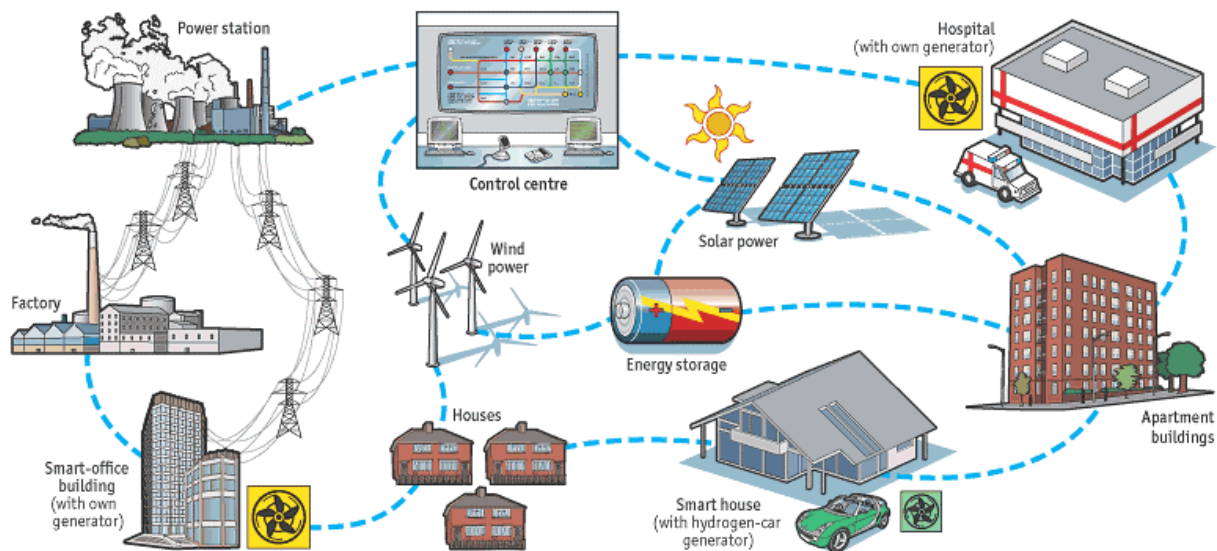 Power station
Control centre
Hospital
(with own generator)
Solar power
Wind
power
Factory
Energy storage
Apartment
buildings
Houses
Smart-office
building
(with own
generator)
Smart house
(with hydrogen-car
generator)